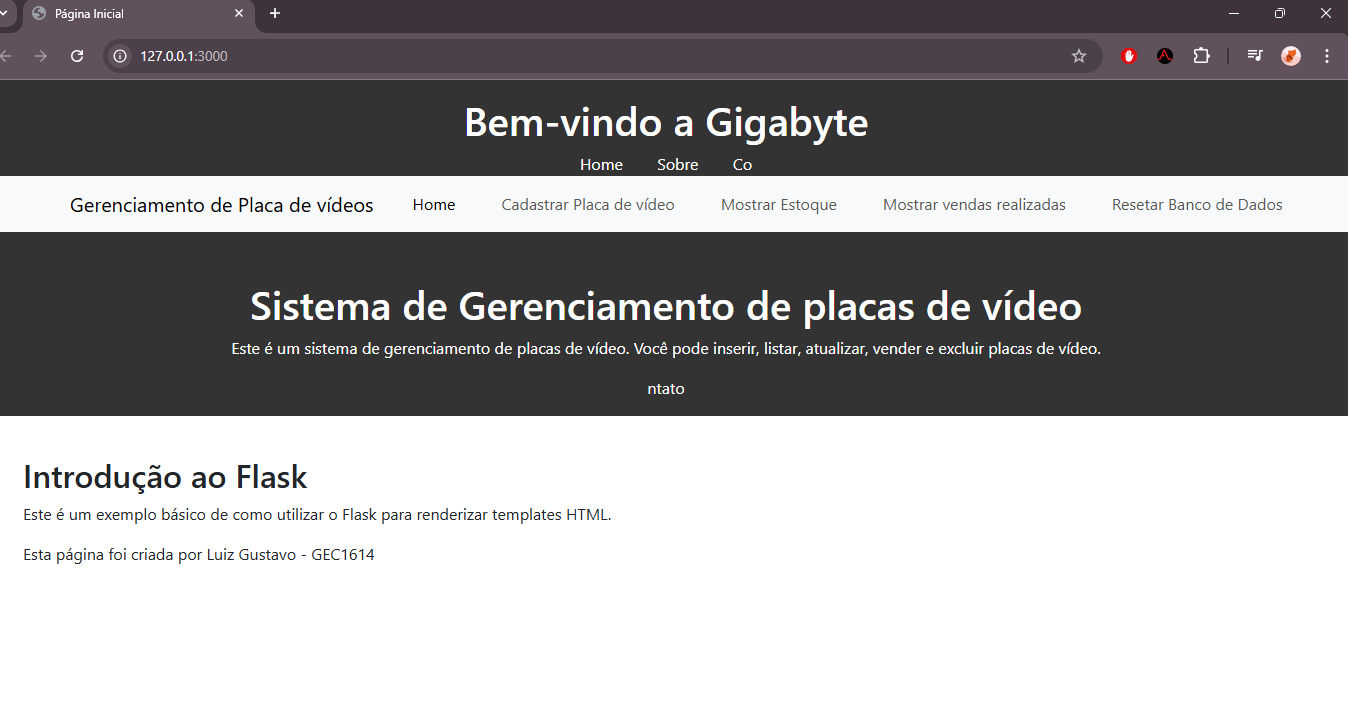 Página Inicial
127.0.0.1:3000
Bem-vindo a Gigabyte
Home Sobre Co
Gerenciamento de Placa de vídeos Home Cadastrar Placa de vídeo Mostrar Estoque Mostrar vendas realizadas Resetar Banco de Dados
Sistema de Gerenciamento de placas de vídeo
Este é um sistema de gerenciamento de placas de vídeo. Você pode inserir, listar, atualizar, vender e excluir placas de vídeo.
ntato
Introdução ao Flask
Este é um exemplo básico de como utilizar o Flask para renderizar templates HTML.
Esta página foi criada por Luiz Gustavo - GEC1614